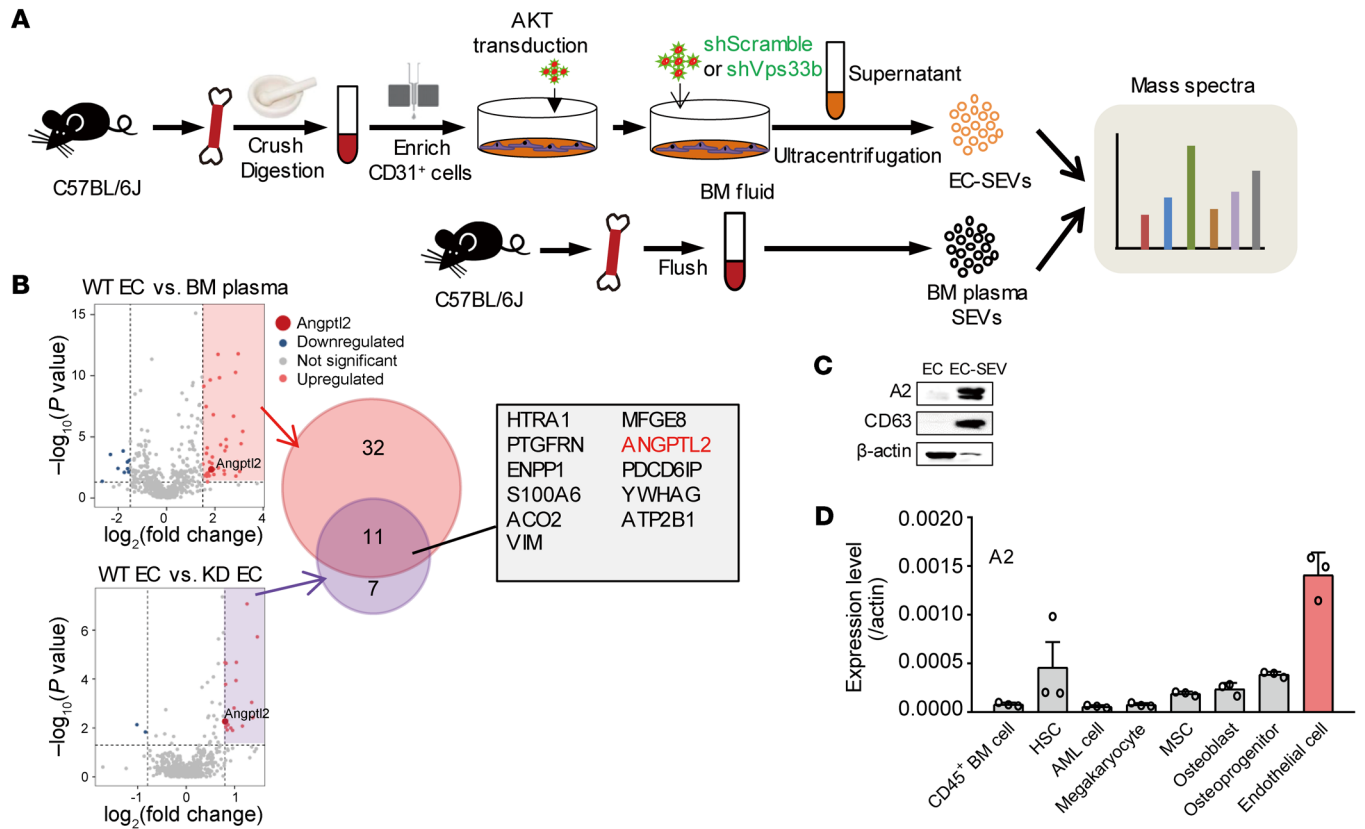 A
AKT
transduction
shScramble
or shVps33b
Supernatant
Mass spectra
Crush
Digestion
Enrich
CD31⁺ cells
Ultracentrifugation
C57BL/6J
EC-SEVs
BM fluid
Flush
C57BL/6J
BM plasma
SEVs
B
WT EC vs. BM plasma
15
10
5
0
–log₁₀(P value)
Angptl2
-2
0
2
4
log₂(fold change)
Angptl2
Downregulated
Not significant
Upregulated
32
11
7
HTRA1 MFGE8
PTGFRN ANGPTL2
ENPP1 PDCD6IP
S100A6 YWHAG
ACO2 ATP2B1
VIM
WT EC vs. KD EC
6
4
2
0
–log₁₀(P value)
Angptl2
-1
0
1
log₂(fold change)
C
EC EC-SEV
A2
CD63
β-actin
D
A2
Expression level
(/actin)
0.0020
0.0015
0.0010
0.0005
0.0000
CD45⁺ BM cell
HSC
AML cell
Megakaryocyte
MSC
Osteoblast
Osteoprogenitor
Endothelial cell